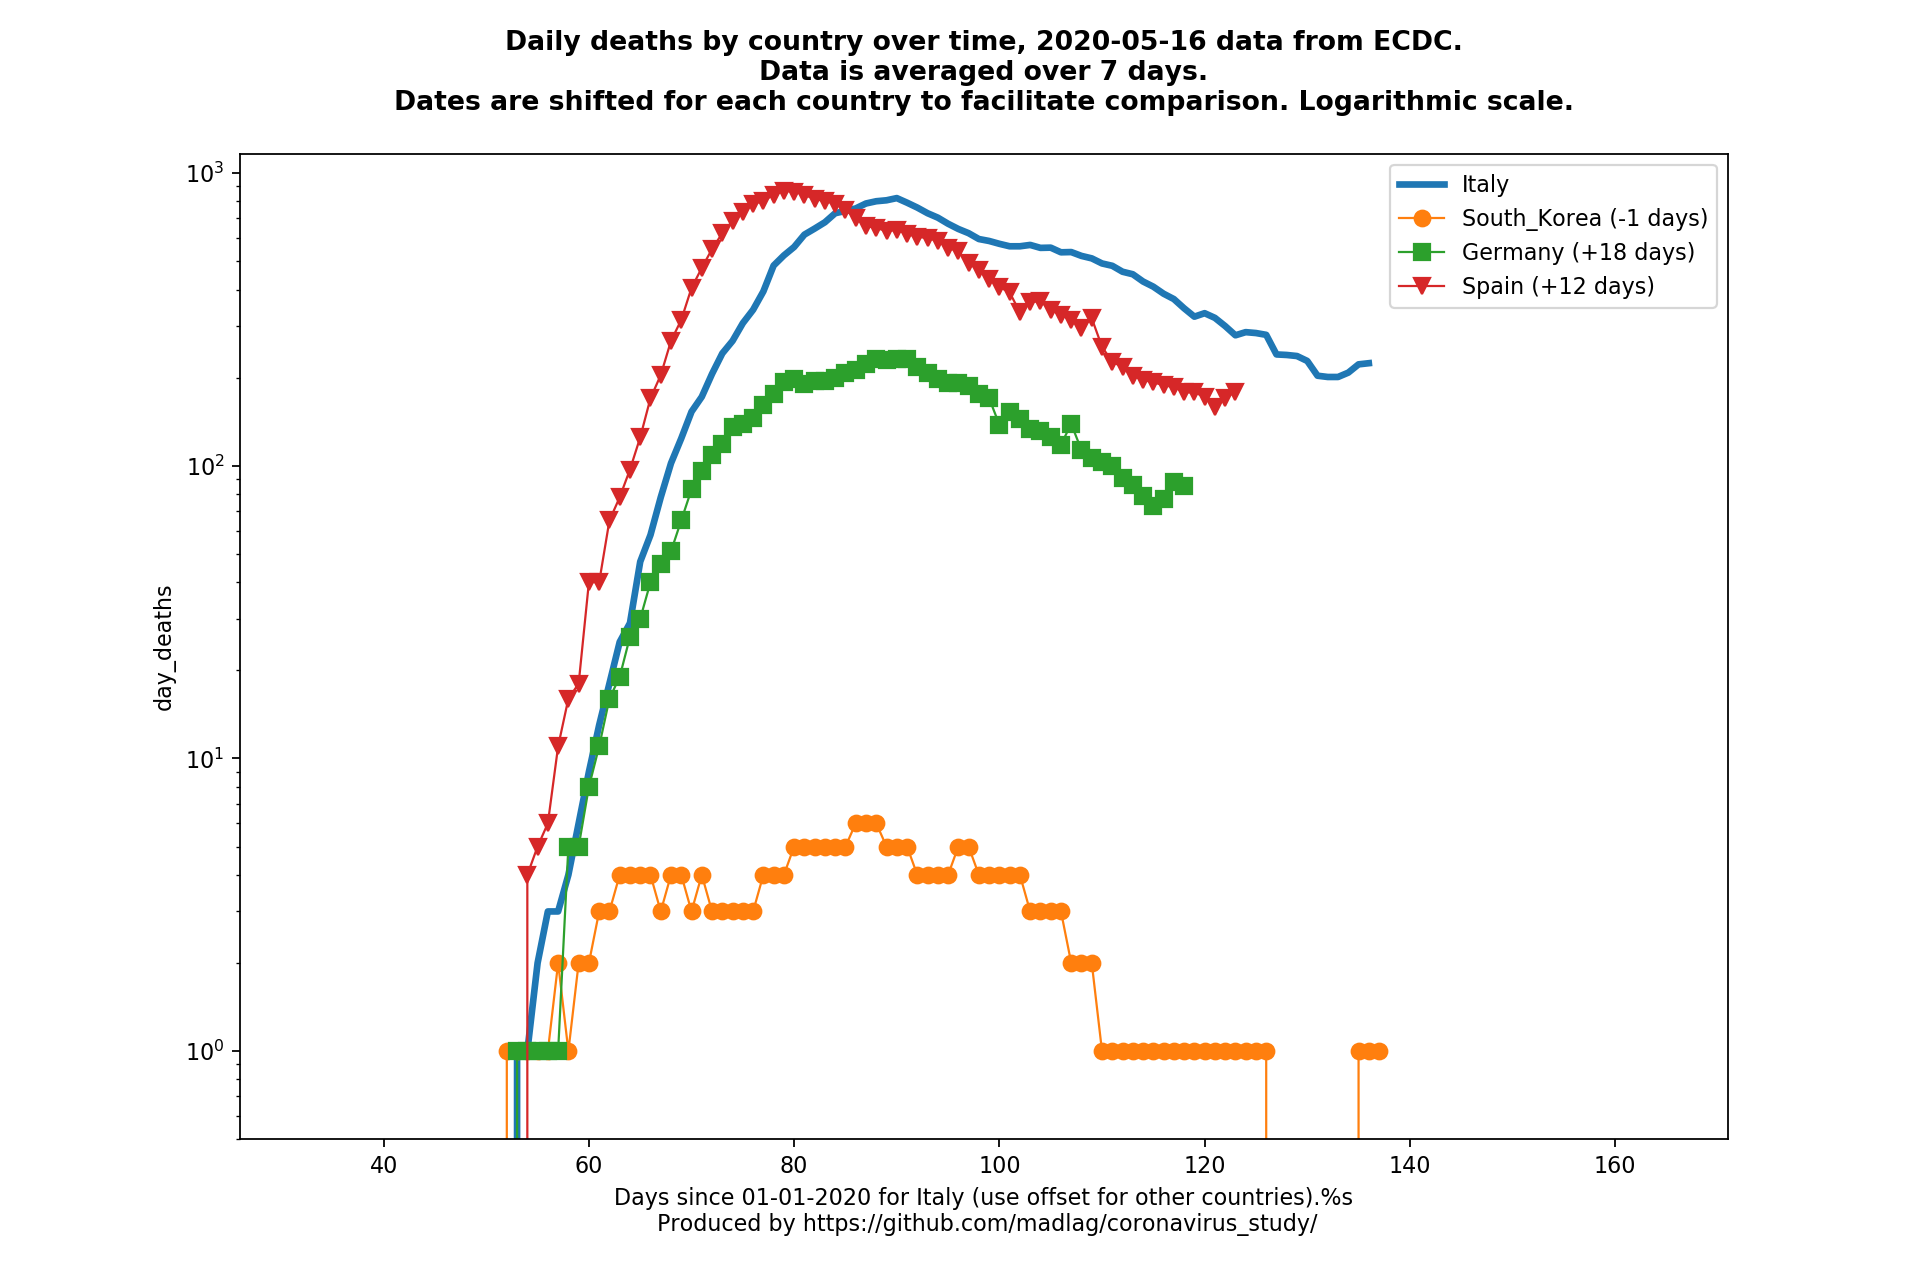 Daily deaths by country over time, 2020-05-16 data from ECDC.
Data is averaged over 7 days.
Dates are shifted for each country to facilitate comparison. Logarithmic scale.
10³
10²
10¹
10⁰
day_deaths
Italy
South_Korea (-1 days)
Germany (+18 days)
Spain (+12 days)
40 60 80 100 120 140 160
Days since 01-01-2020 for Italy (use offset for other countries).%s
Produced by https://github.com/madlag/coronavirus_study/